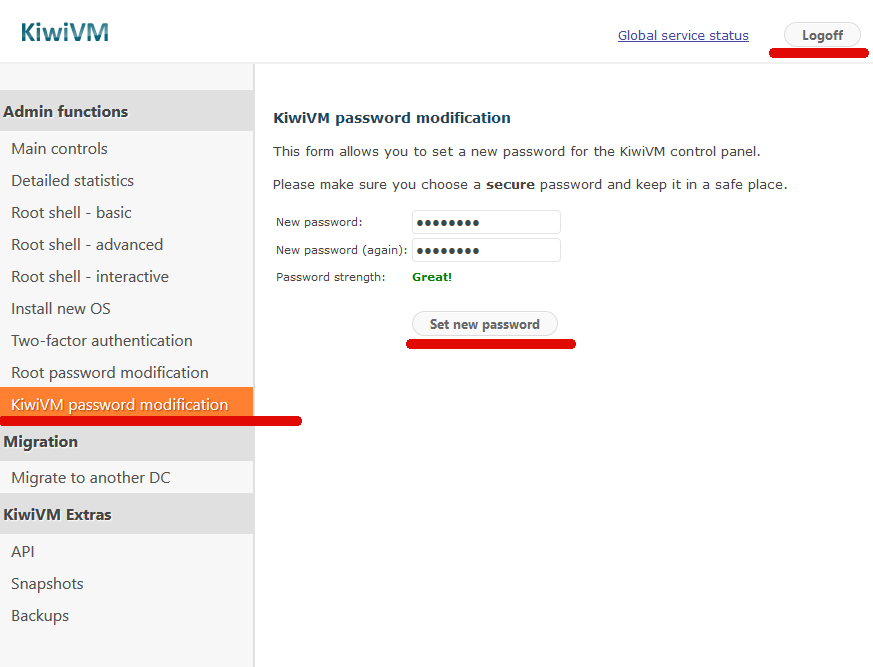 KiwiVM
Global service status
Logoff
Admin functions
Main controls
Detailed statistics
Root shell - basic
Root shell - advanced
Root shell - interactive
Install new OS
Two-factor authentication
Root password modification
KiwiVM password modification
Migration
Migrate to another DC
KiwiVM Extras
API
Snapshots
Backups
KiwiVM password modification
This form allows you to set a new password for the KiwiVM control panel.
Please make sure you choose a secure password and keep it in a safe place.
New password: ●●●●●●●●
New password (again): ●●●●●●●●
Password strength: Great!
Set new password